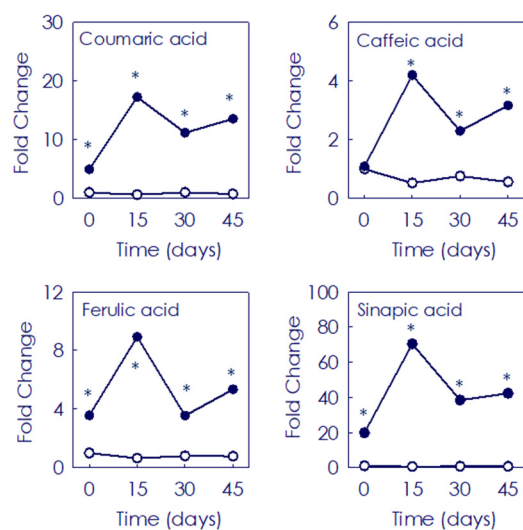 Coumaric acid
Fold Change
30
20
10
0
*
*
*
*
0 15 30 45
Time (days)
Caffeic acid
Fold Change
6
4
2
0
*
*
*
0 15 30 45
Time (days)
Ferulic acid
Fold Change
12
8
4
0
*
*
*
*
0 15 30 45
Time (days)
Sinapic acid
Fold Change
100
80
60
40
20
0
*
*
*
*
0 15 30 45
Time (days)